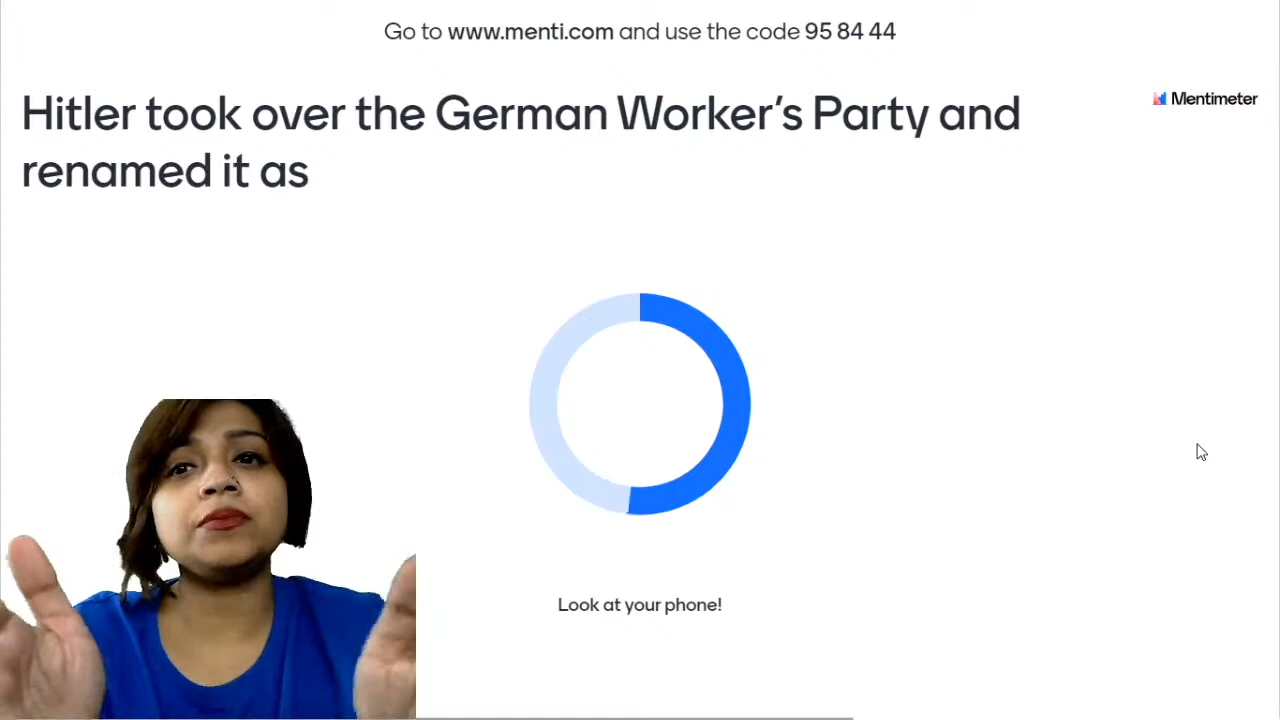 Go to www.menti.com and use the code 95 84 44
Mentimeter
Hitler took over the German Worker's Party and
renamed it as
Look at your phone!